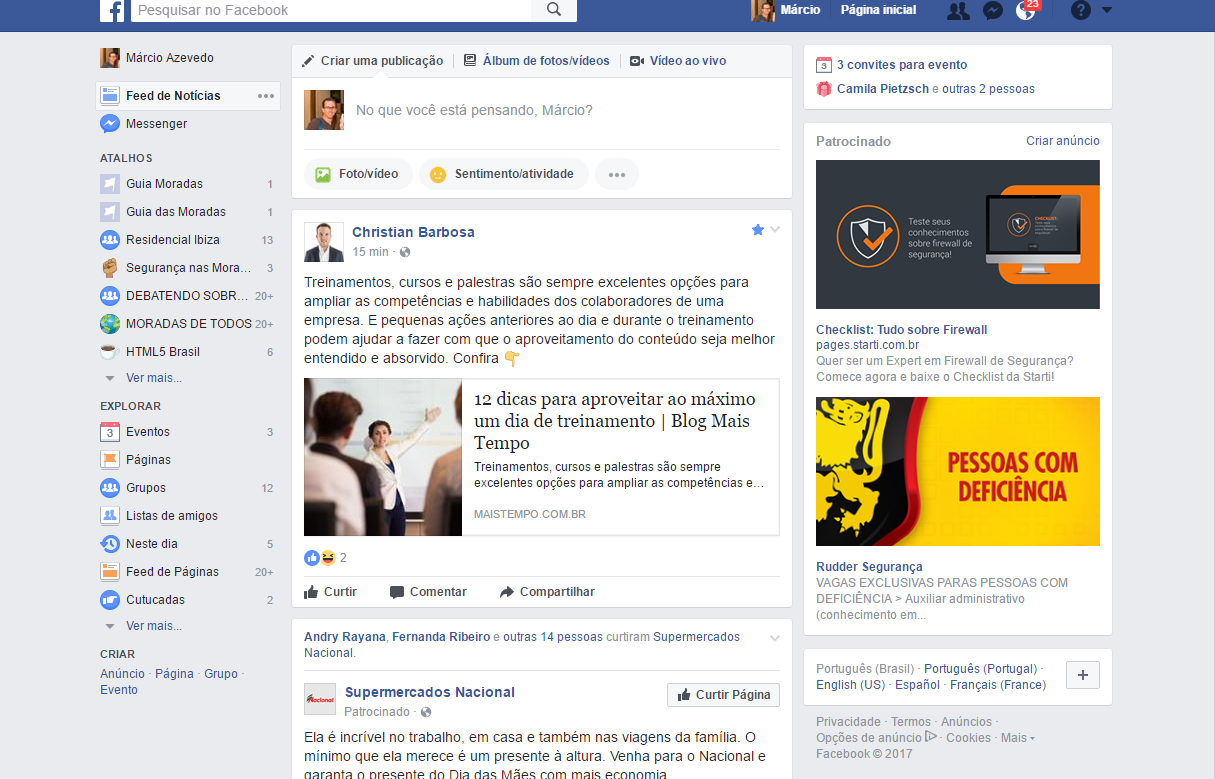 Pesquisar no Facebook
Márcio
Página inicial
23
Márcio Azevedo
Feed de Notícias
Messenger
ATALHOS
Guia Moradas 1
Guia das Moradas 1
Residencial Ibiza 13
Segurança nas Mora... 3
DEBATENDO SOBR... 20+
MORADAS DE TODOS 20+
HTML5 Brasil 6
Ver mais...
EXPLORAR
3 Eventos 3
Páginas
Grupos 12
Listas de amigos
Neste dia 5
Feed de Páginas 20+
Cutucadas 2
Ver mais...
CRIAR
Anúncio · Página · Grupo ·
Evento
Criar uma publicação
Álbum de fotos/vídeos
Vídeo ao vivo
No que você está pensando, Márcio?
Foto/vídeo
Sentimento/atividade
Christian Barbosa
15 min ·
Treinamentos, cursos e palestras são sempre excelentes opções para
ampliar as competências e habilidades dos colaboradores de uma
empresa. E pequenas ações anteriores ao dia e durante o treinamento
podem ajudar a fazer com que o aproveitamento do conteúdo seja melhor
entendido e absorvido. Confira 👇
12 dicas para aproveitar ao máximo
um dia de treinamento | Blog Mais
Tempo
Treinamentos, cursos e palestras são sempre
excelentes opções para ampliar as competências e...
MAISTEMPO.COM.BR
2
Curtir
Comentar
Compartilhar
Andry Rayana, Fernanda Ribeiro e outras 14 pessoas curtiram Supermercados
Nacional.
Nacional
Supermercados Nacional
Patrocinado ·
Curtir Página
Ela é incrível no trabalho, em casa e também nas viagens da família. O
mínimo que ela merece é um presente à altura. Venha para o Nacional e
garanta o presente do Dia das Mães com mais economia
3 3 convites para evento
Camila Pietzsch e outras 2 pessoas
Patrocinado
Criar anúncio
Teste seus
conhecimentos
sobre firewall de
segurança!
CHECKLIST:
Checklist: Tudo sobre Firewall
pages.starti.com.br
Quer ser um Expert em Firewall de Segurança?
Comece agora e baixe o Checklist da Starti!
PESSOAS COM
DEFICIÊNCIA
Rudder Segurança
VAGAS EXCLUSIVAS PARAS PESSOAS COM
DEFICIÊNCIA > Auxiliar administrativo
(conhecimento em...
Português (Brasil) · Português (Portugal) ·
English (US) · Español · Français (France)
Privacidade · Termos · Anúncios ·
Opções de anúncio · Cookies · Mais
Facebook © 2017